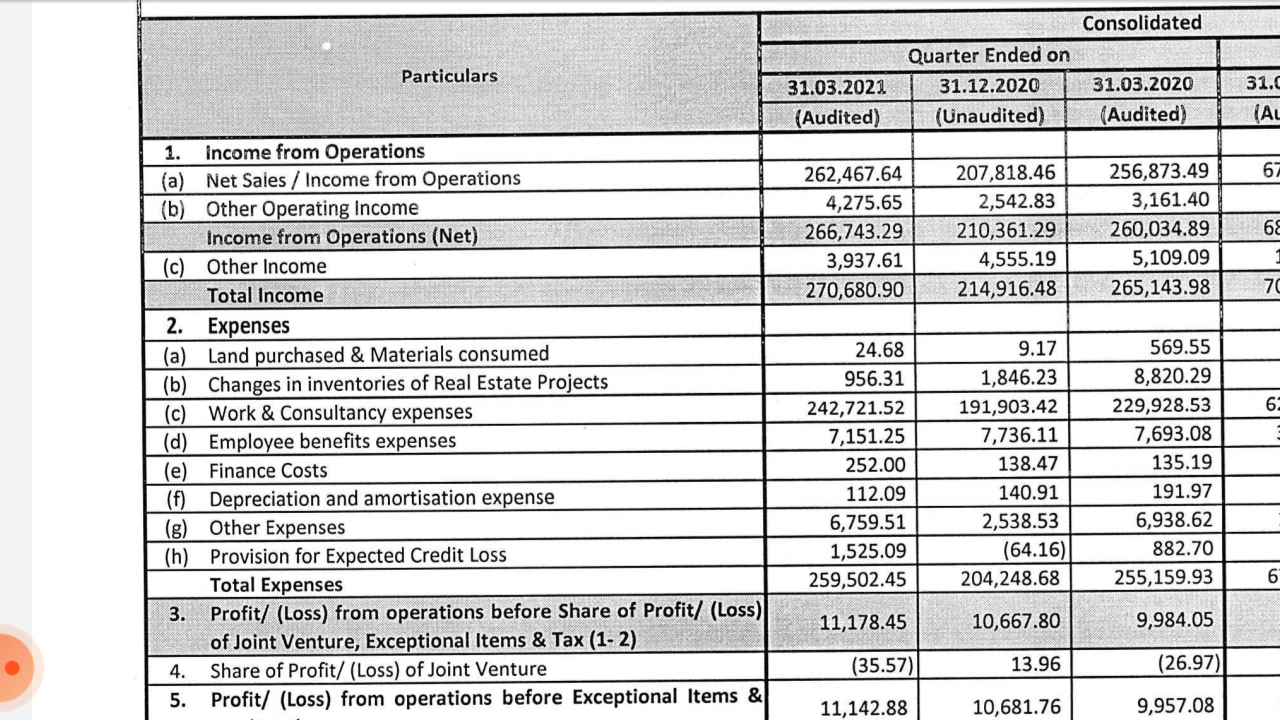 Consolidated
Particulars Quarter Ended on
31.03.2021 31.12.2020 31.03.2020 31.0
(Audited) (Unaudited) (Audited) (Au
1. Income from Operations
(a) Net Sales / Income from Operations 262,467.64 207,818.46 256,873.49 67
(b) Other Operating Income 4,275.65 2,542.83 3,161.40
Income from Operations (Net) 266,743.29 210,361.29 260,034.89 68
(c) Other Income 3,937.61 4,555.19 5,109.09 1
Total Income 270,680.90 214,916.48 265,143.98 70
2. Expenses
(a) Land purchased & Materials consumed 24.68 9.17 569.55
(b) Changes in inventories of Real Estate Projects 956.31 1,846.23 8,820.29
(c) Work & Consultancy expenses 242,721.52 191,903.42 229,928.53 62
(d) Employee benefits expenses 7,151.25 7,736.11 7,693.08 3
(e) Finance Costs 252.00 138.47 135.19
(f) Depreciation and amortisation expense 112.09 140.91 191.97
(g) Other Expenses 6,759.51 2,538.53 6,938.62
(h) Provision for Expected Credit Loss 1,525.09 (64.16) 882.70
Total Expenses 259,502.45 204,248.68 255,159.93 67
3. Profit/ (Loss) from operations before Share of Profit/ (Loss)
of Joint Venture, Exceptional Items & Tax (1- 2) 11,178.45 10,667.80 9,984.05
4. Share of Profit/ (Loss) of Joint Venture (35.57) 13.96 (26.97)
5. Profit/ (Loss) from operations before Exceptional Items &
11,142.88 10,681.76 9,957.08